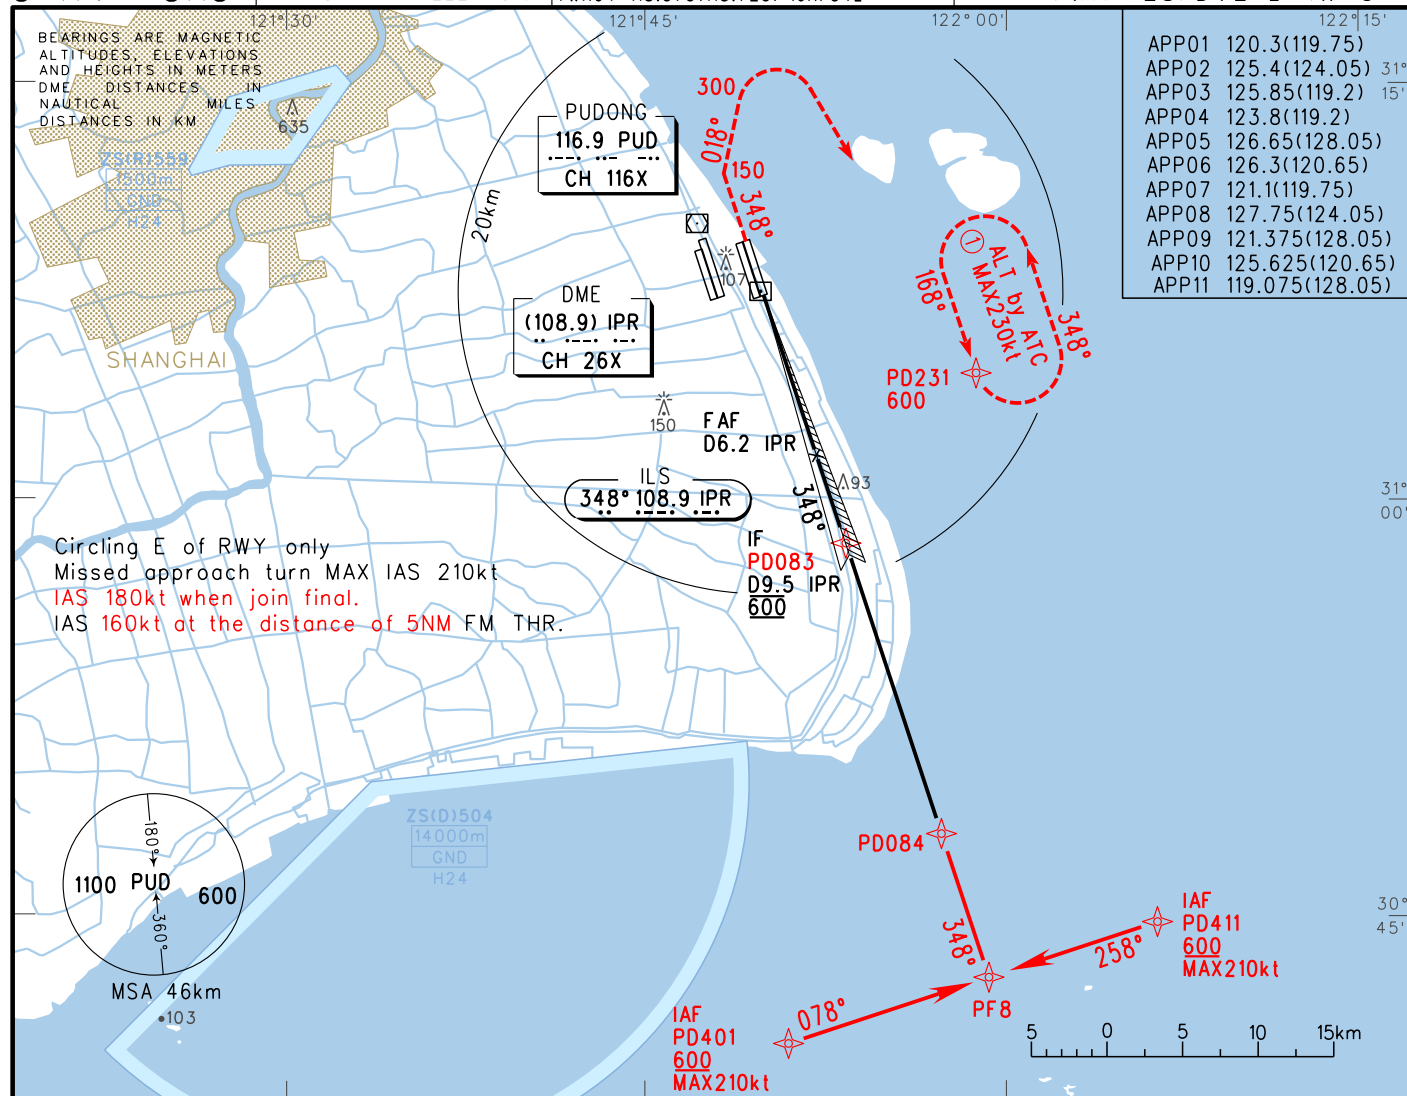 121°30'
121°45'
122°00'
122°15'
BEARINGS ARE MAGNETIC
ALTITUDES, ELEVATIONS
AND HEIGHTS IN METERS
DME DISTANCES IN
NAUTICAL MILES
DISTANCES IN KM
635
ZS(R)1559
1500m
GND
H24
SHANGHAI
PUDONG
116.9 PUD
CH 116X
20km
300
018°
150
348°
APP01 120.3(119.75)
APP02 125.4(124.05)
APP03 125.85(119.2)
APP04 123.8(119.2)
APP05 126.65(128.05)
APP06 126.3(120.65)
APP07 121.1(119.75)
APP08 127.75(124.05)
APP09 121.375(128.05)
APP10 125.625(120.65)
APP11 119.075(128.05)
31°
15'
107
DME
(108.9) IPR
CH 26X
1
ALT by ATC
MAX230kt
168°
348°
PD231
600
150
FAF
D6.2 IPR
ILS
348° 108.9 IPR
348°
93
31°
00'
IF
PD083
D9.5 IPR
600
Circling E of RWY only
Missed approach turn MAX IAS 210kt
IAS 180kt when join final.
IAS 160kt at the distance of 5NM FM THR.
ZS(D)504
14000m
GND
H24
PD084
180°
1100 PUD 600
360°
MSA 46km
103
348°
258°
IAF
PD411
600
MAX210kt
30°
45'
PF8
078°
IAF
PD401
600
MAX210kt
5 0 5 10 15km